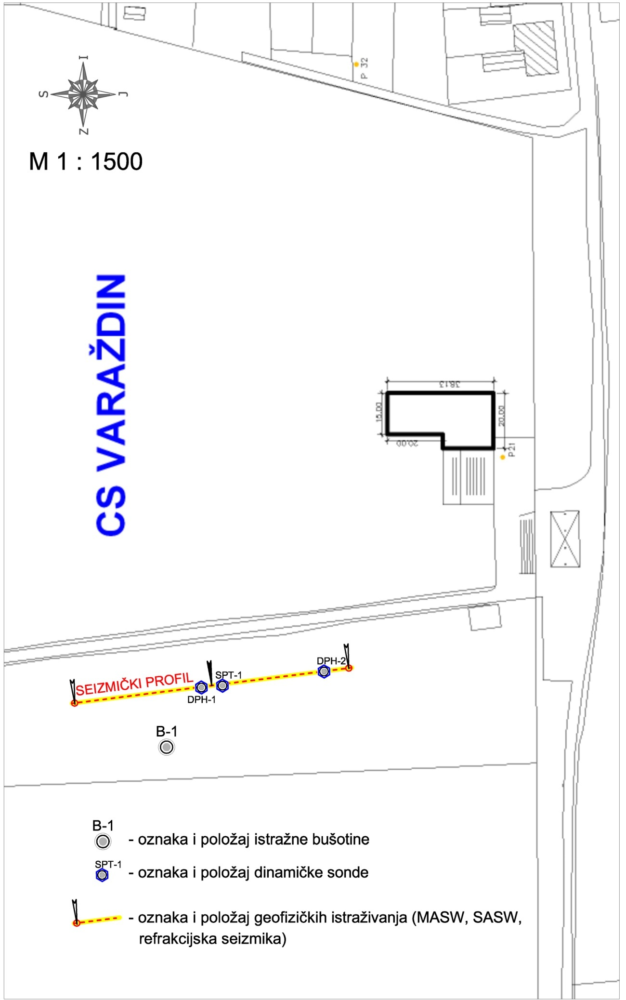 P 32
I
S
J
Z
M 1 : 1500
CS VARAŽDIN
38.13
15.00
20.00
20.00
P21
DPH-2
SPT-1
SEIZMIČKI PROFIL
DPH-1
B-1
B-1
- oznaka i položaj istražne bušotine
SPT-1
- oznaka i položaj dinamičke sonde
- oznaka i položaj geofizičkih istraživanja (MASW, SASW,
refrakcijska seizmika)